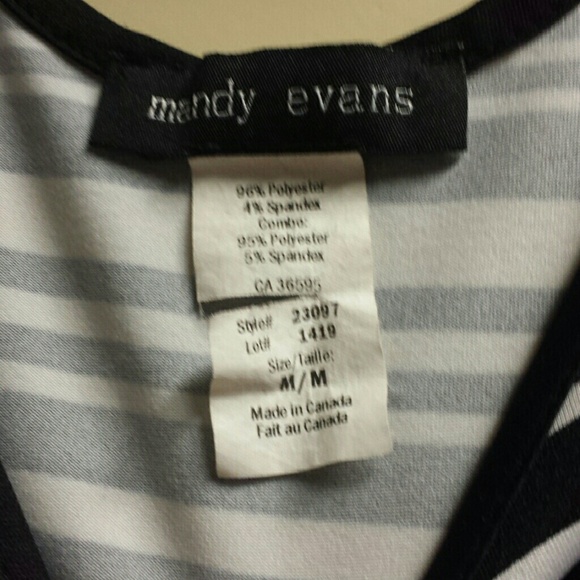 mandy evans
96% Polyester
4% Spandex
Combo:
95% Polyester
5% Spandex
CA 36595
Style# 23097
Lot# 1419
Size/Taille:
M/M
Made in Canada
Fait au Canada